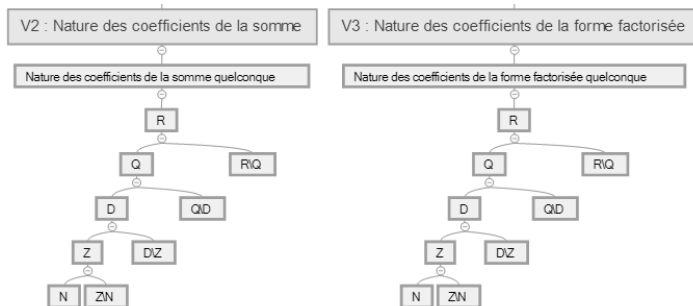 V2 : Nature des coefficients de la somme
Nature des coefficients de la somme quelconque
R
Q R\Q
D Q\D
Z D\Z
N Z\N
V3 : Nature des coefficients de la forme factorisée
Nature des coefficients de la forme factorisée quelconque
R
Q R\Q
D Q\D
Z D\Z
N Z\N